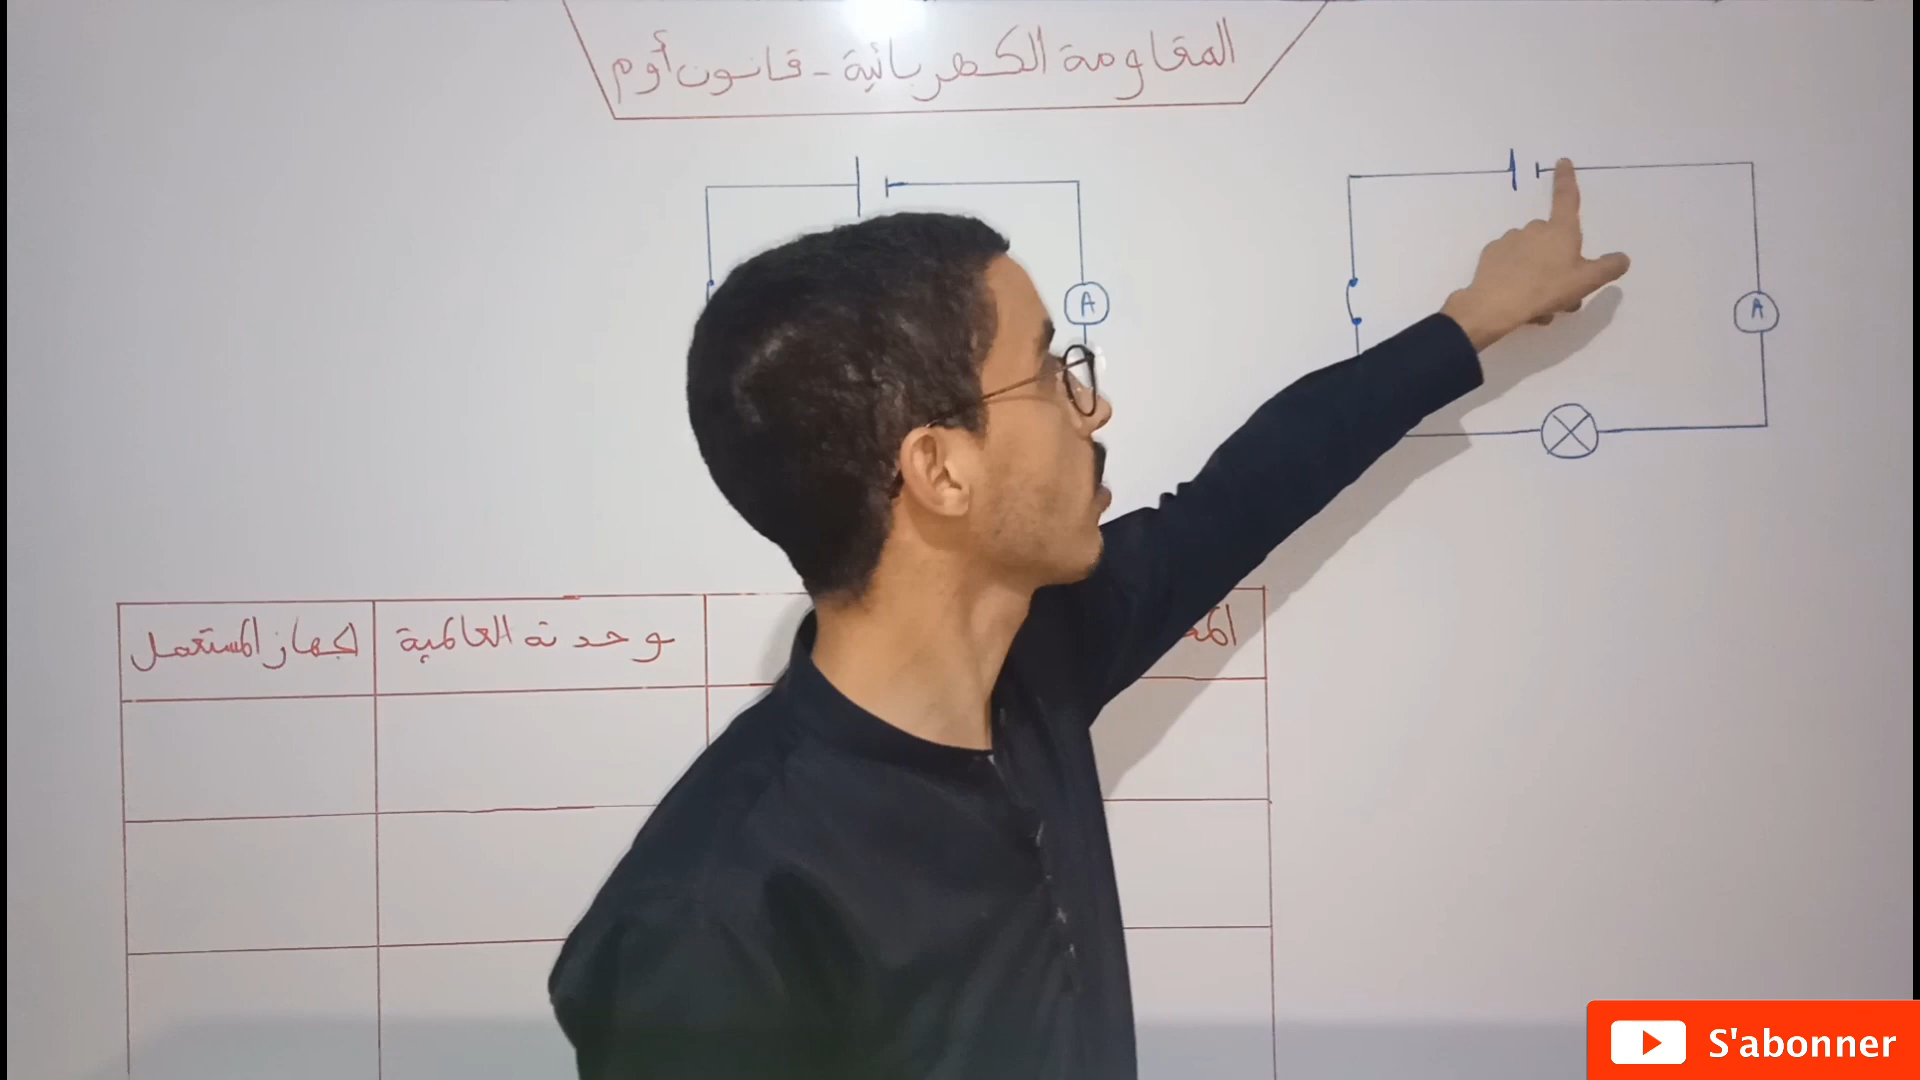 المقاومة الكهربائية - قانون أوم
A
A
وحدته العالمية
الجهاز المستعمل
S'abonner